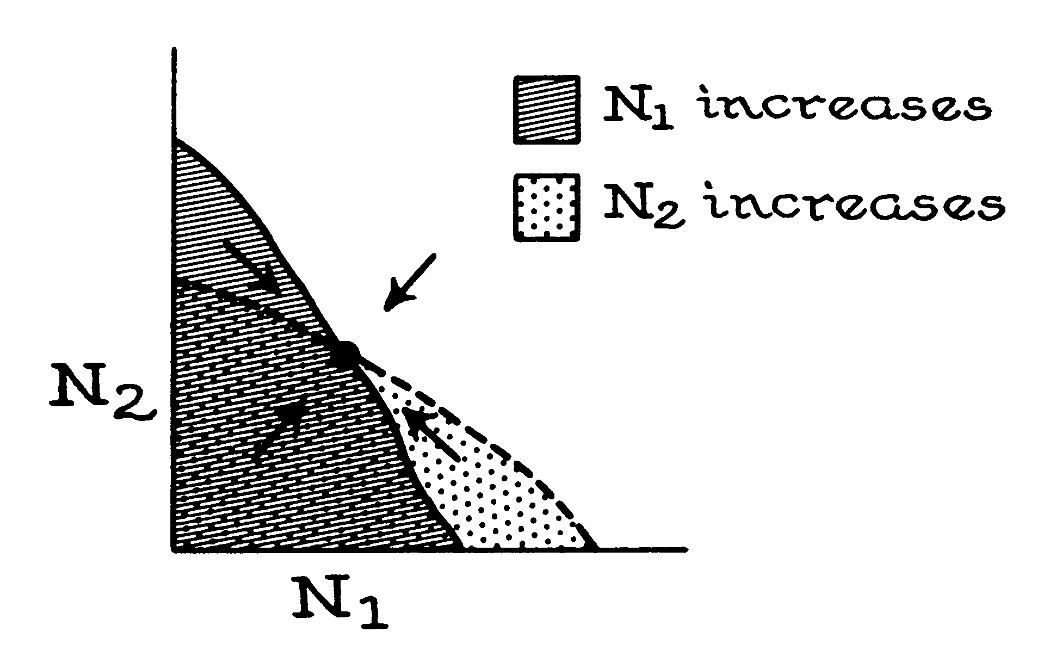 N₁ increases
N₂ increases
N₂
N₁